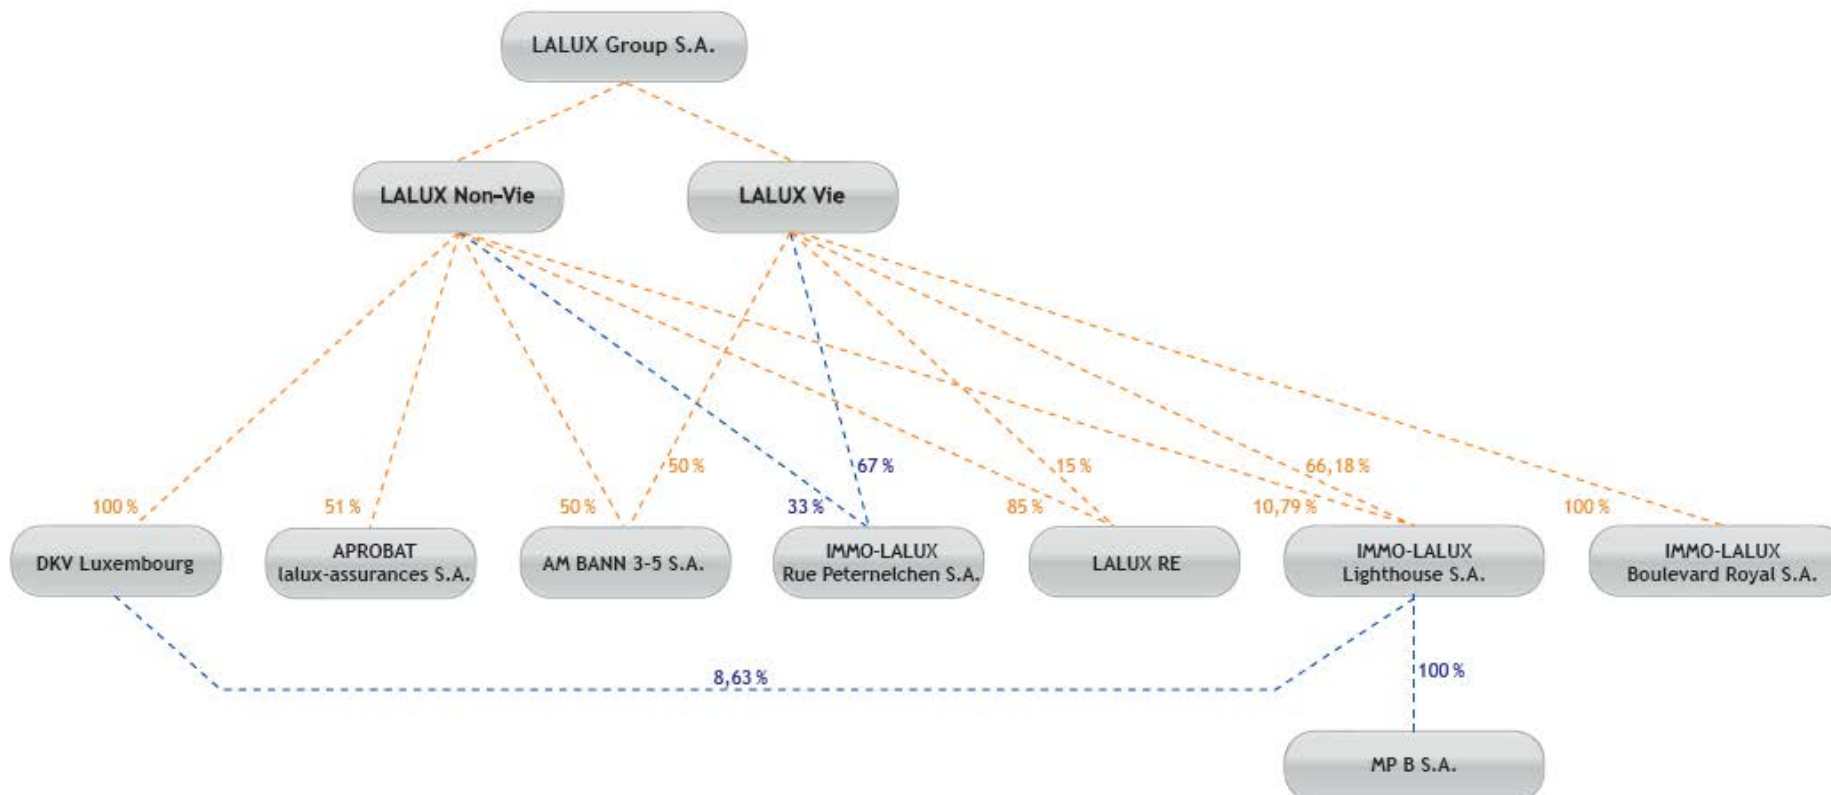 LALUX Group S.A.
LALUX Non-Vie
LALUX Vie
50 %
67 %
15 %
66,18 %
100 %
51 %
50 %
33 %
85 %
10,79 %
100 %
DKV Luxembourg
APROBAT
lalux-assurances S.A.
AM BANN 3-5 S.A.
IMMO-LALUX
Rue Peternelchen S.A.
LALUX RE
IMMO-LALUX
Lighthouse S.A.
IMMO-LALUX
Boulevard Royal S.A.
8,63 %
100 %
MP B S.A.